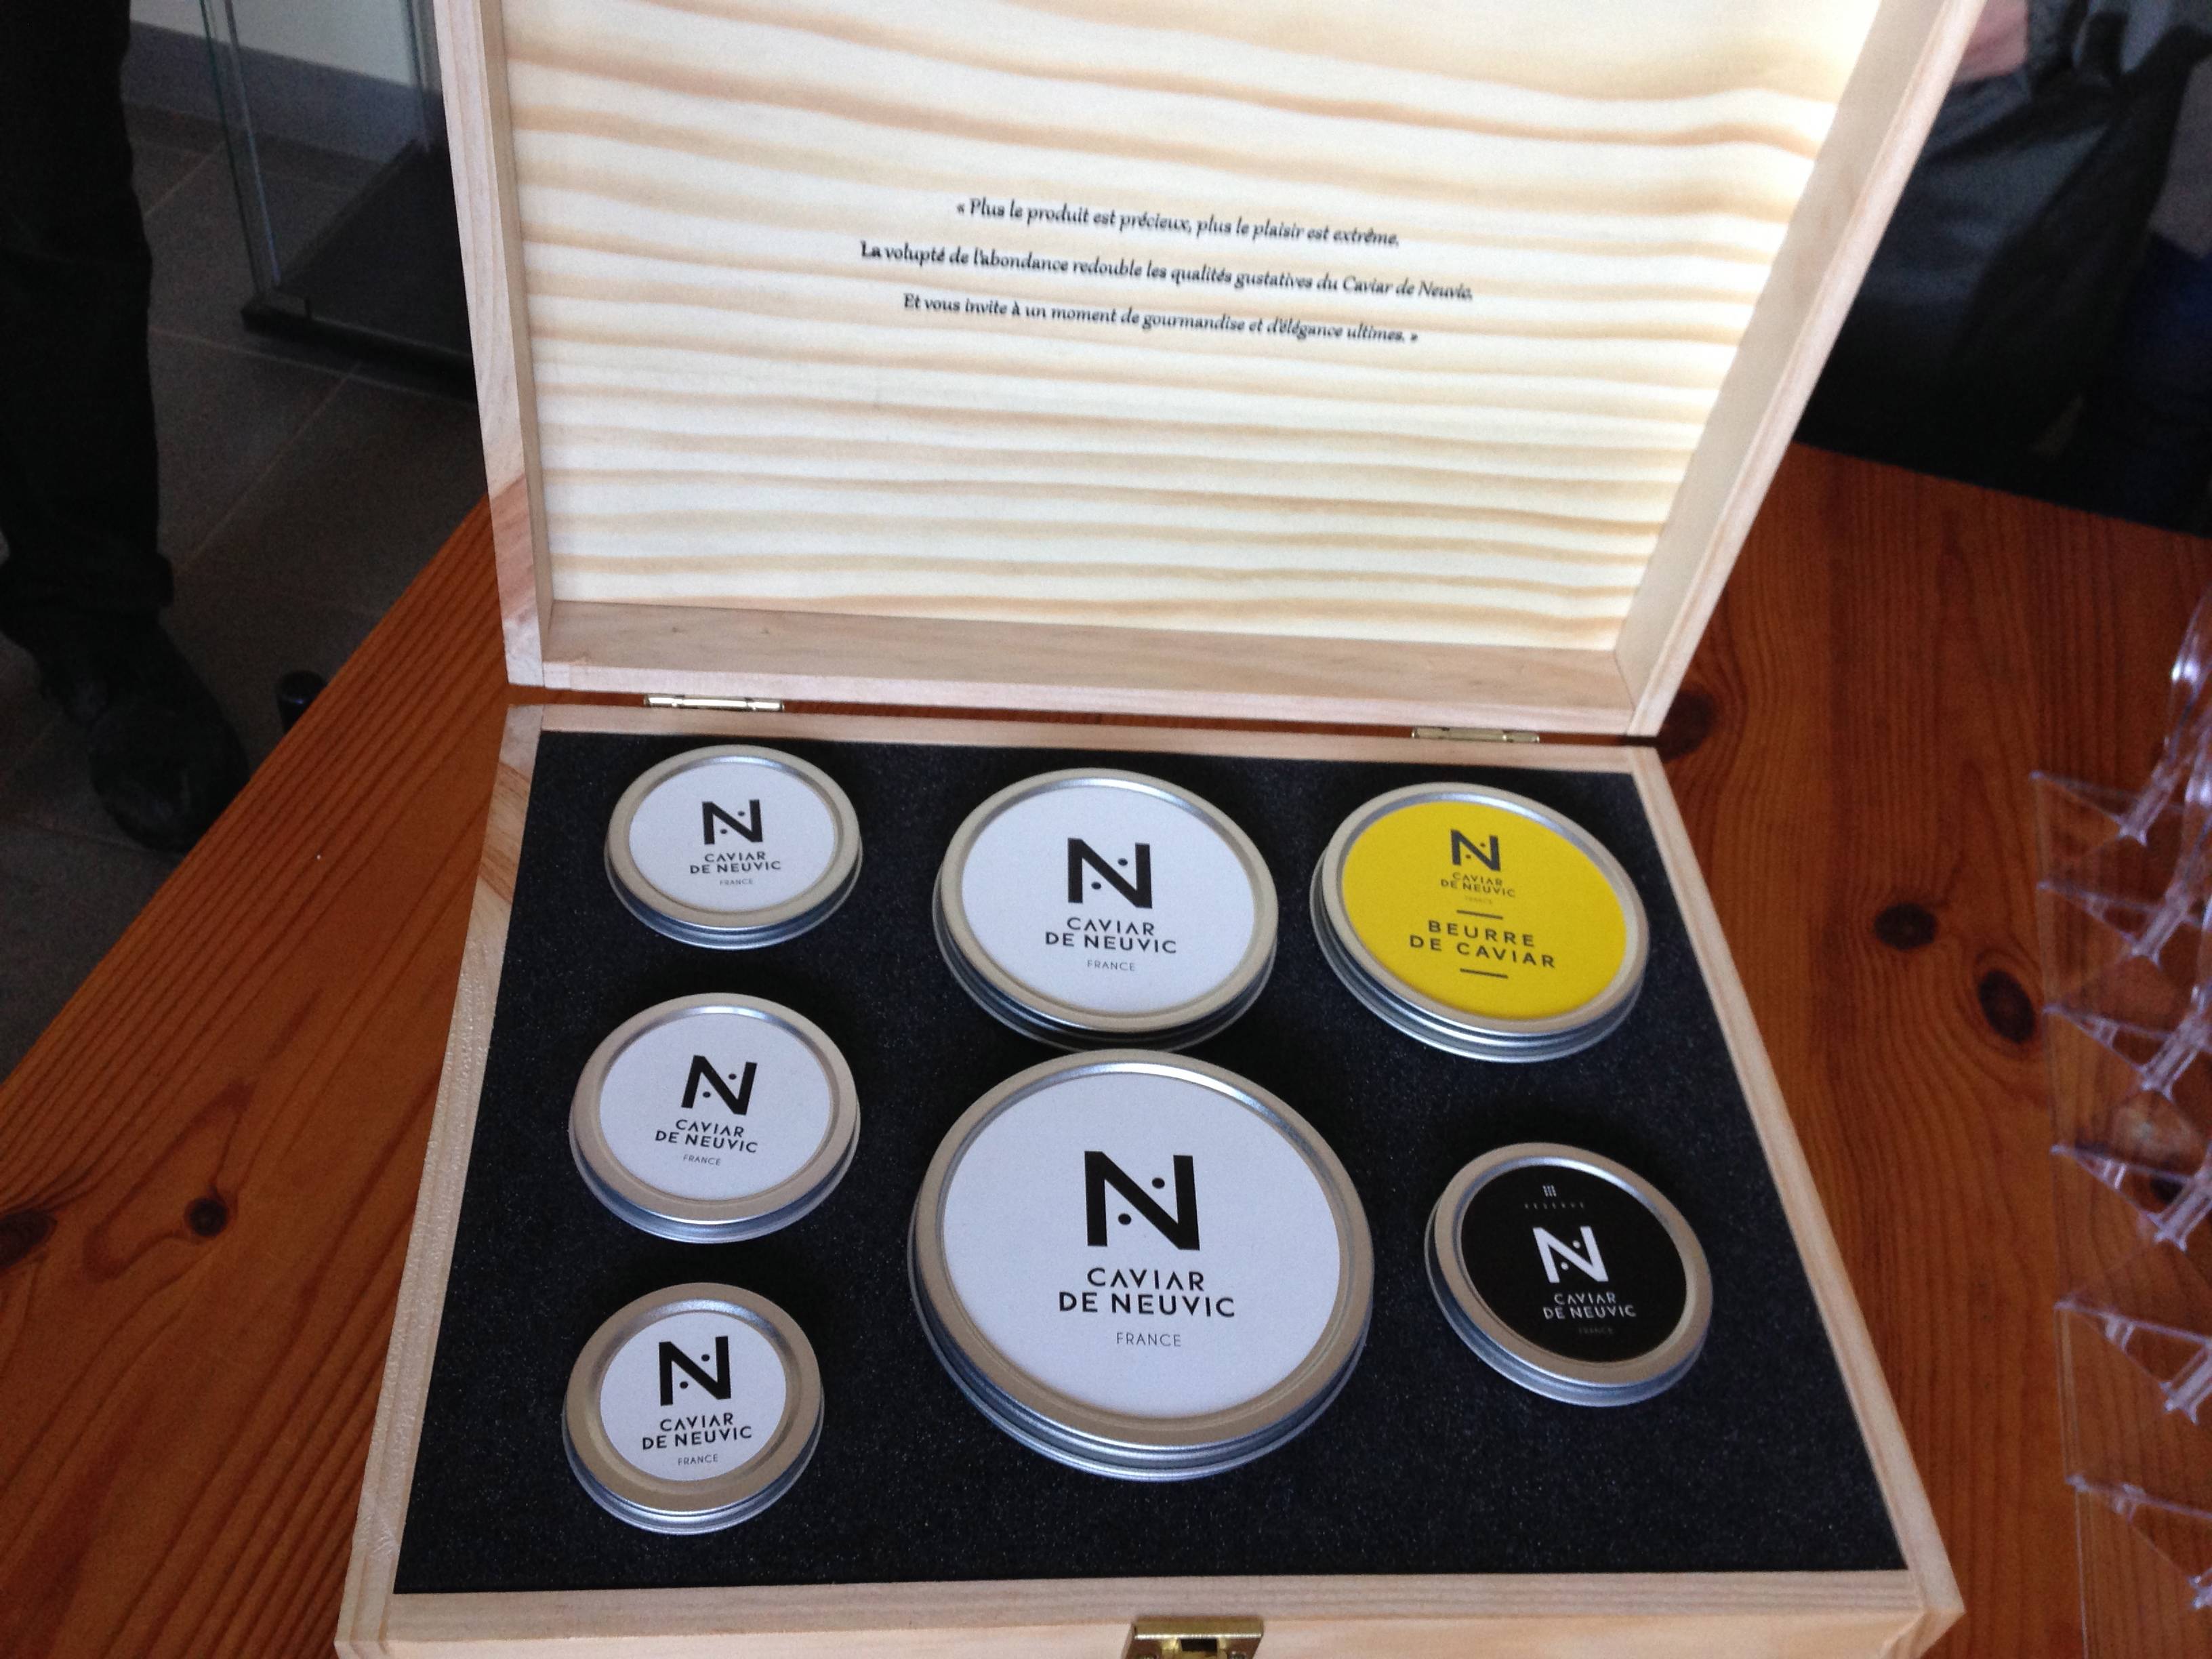 « Plus le produit est précieux, plus le plaisir est extrême.
La volupté de l'abondance redouble les qualités gustatives du Caviar de Neuvic.
Et vous invite à un moment de gourmandise et d'élégance ultimes. »
N
CAVIAR
DE NEUVIC
FRANCE
N
CAVIAR
DE NEUVIC
FRANCE
N
CAVIAR
DE NEUVIC
FRANCE
BEURRE
DE CAVIAR
N
CAVIAR
DE NEUVIC
FRANCE
N
CAVIAR
DE NEUVIC
FRANCE
RESERVE
N
CAVIAR
DE NEUVIC
FRANCE
N
CAVIAR
DE NEUVIC
FRANCE